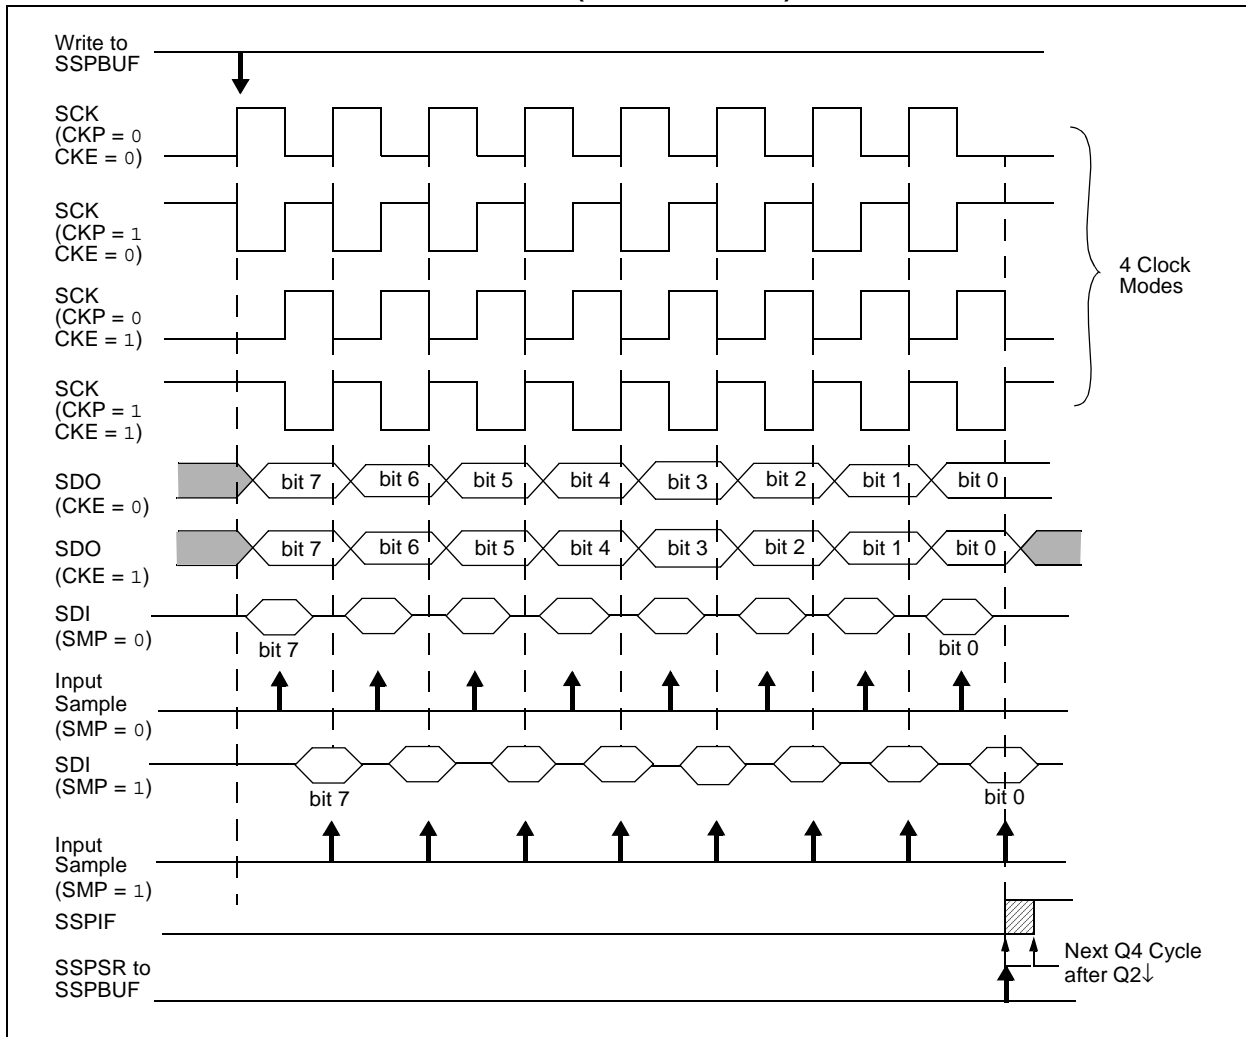 Write to
SSPBUF
SCK
(CKP = 0
CKE = 0)
SCK
(CKP = 1
CKE = 0)
SCK
(CKP = 0
CKE = 1)
SCK
(CKP = 1
CKE = 1)
4 Clock
Modes
SDO
(CKE = 0)
bit 7 bit 6 bit 5 bit 4 bit 3 bit 2 bit 1 bit 0
SDO
(CKE = 1)
bit 7 bit 6 bit 5 bit 4 bit 3 bit 2 bit 1 bit 0
SDI
(SMP = 0)
bit 7 bit 0
Input
Sample
(SMP = 0)
SDI
(SMP = 1)
bit 7 bit 0
Input
Sample
(SMP = 1)
SSPIF
Next Q4 Cycle
after Q2↓
SSPSR to
SSPBUF